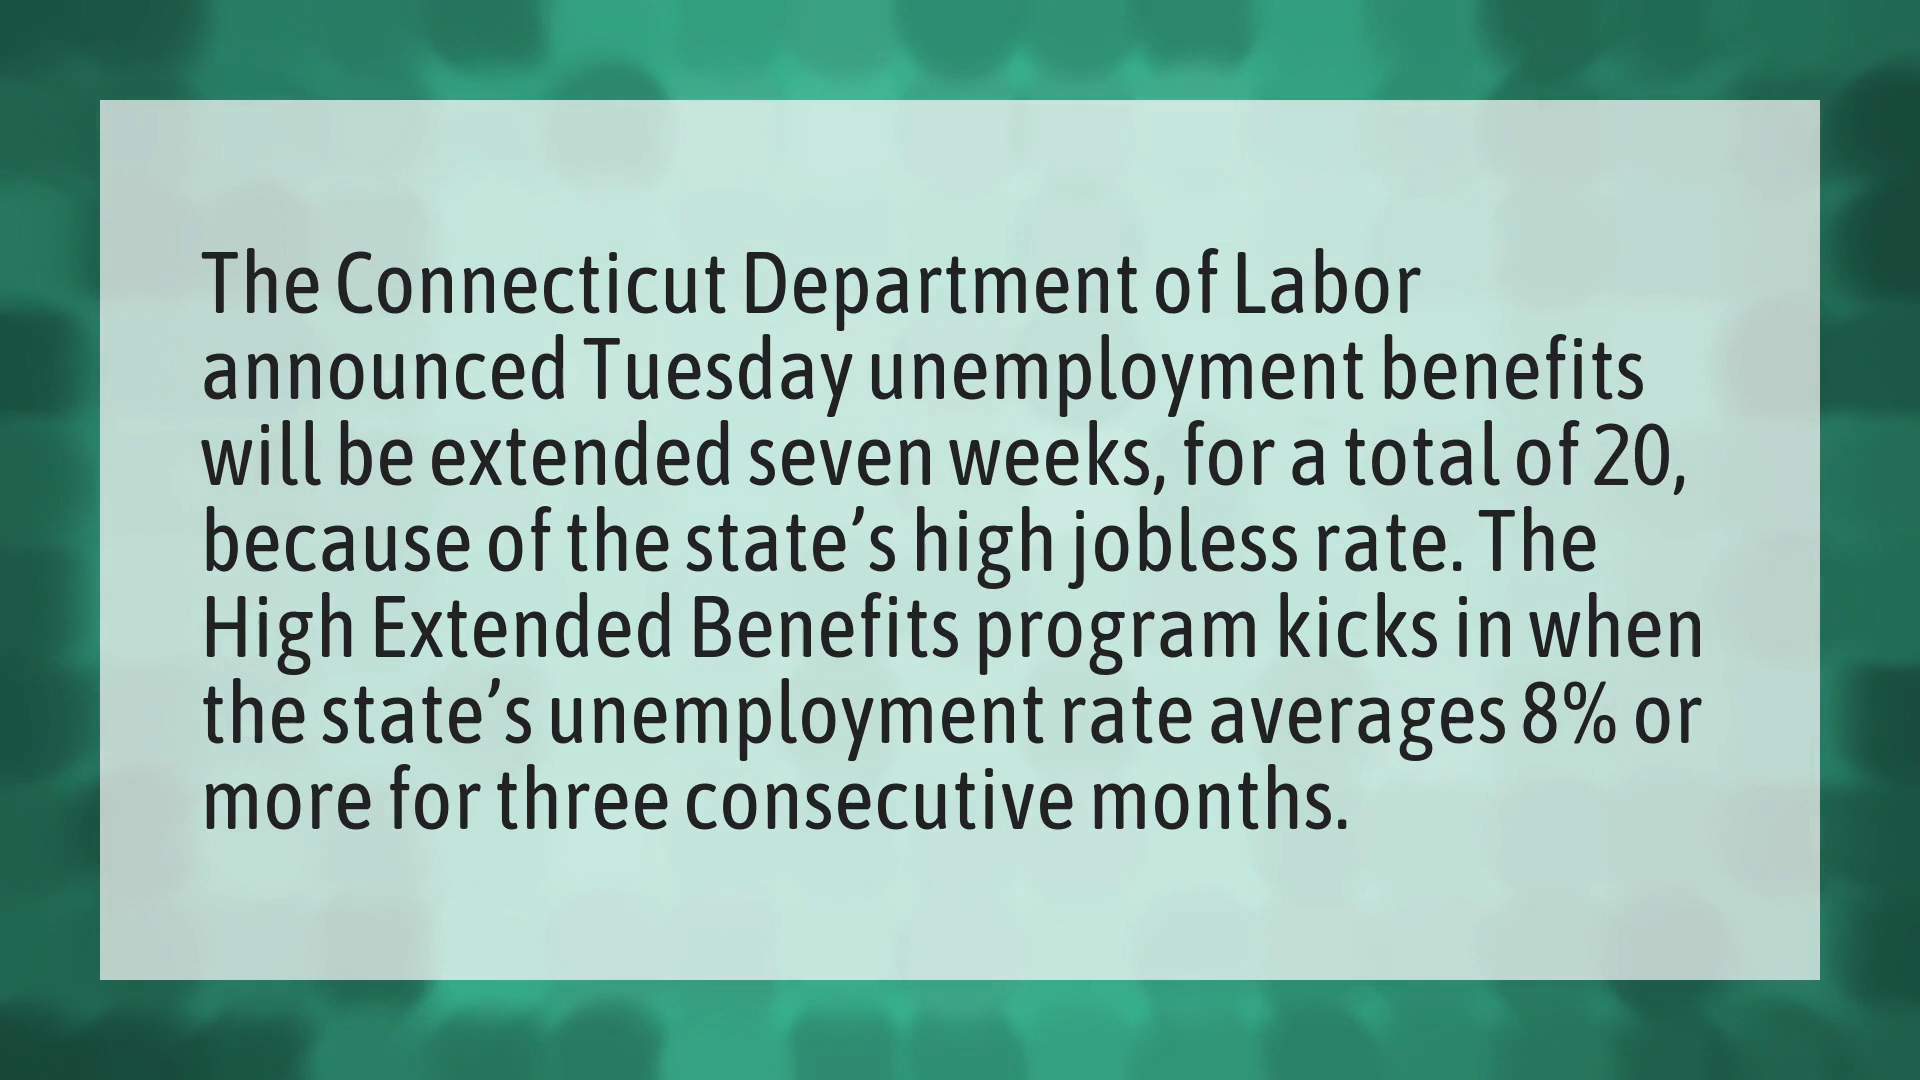 The Connecticut Department of Labor
announced Tuesday unemployment benefits
will be extended seven weeks, for a total of 20,
because of the state’s high jobless rate. The
High Extended Benefits program kicks in when
the state’s unemployment rate averages 8% or
more for three consecutive months.